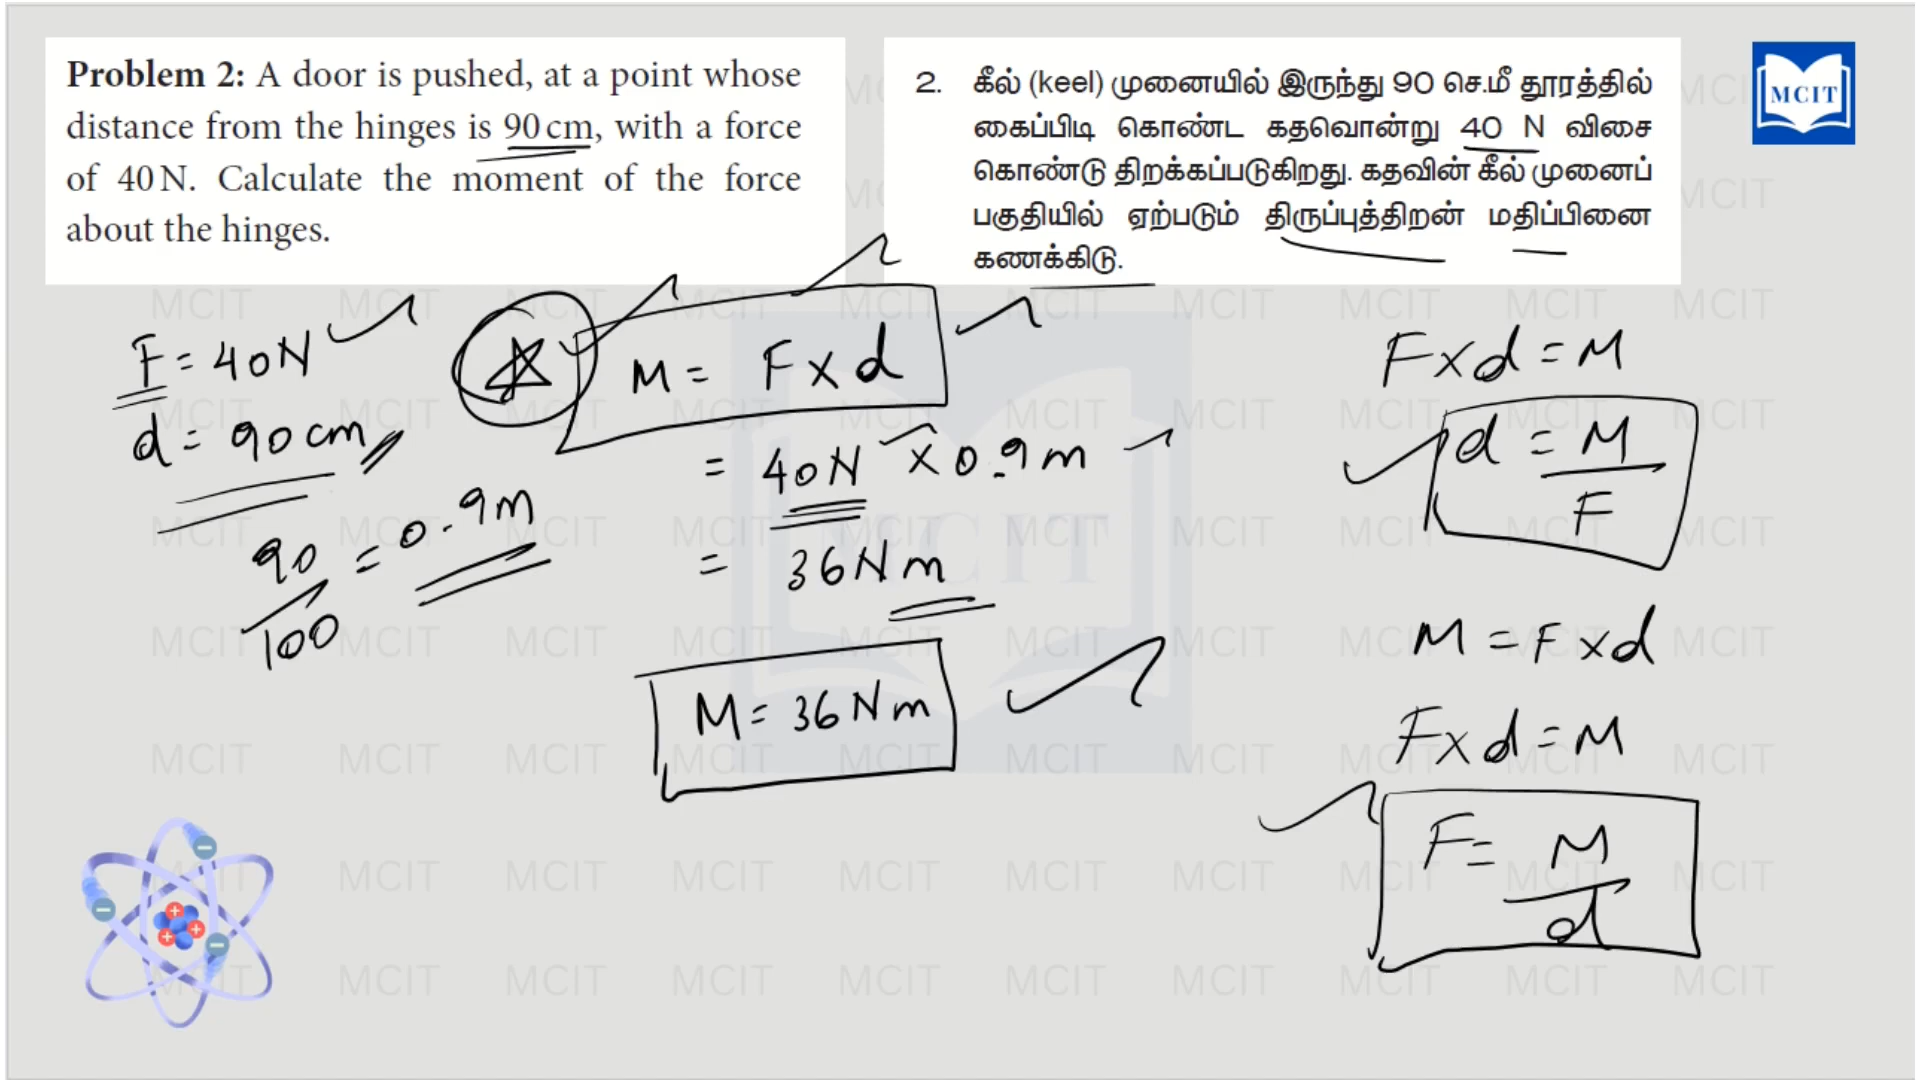 Problem 2: A door is pushed, at a point whose
distance from the hinges is 90 cm, with a force
of 40 N. Calculate the moment of the force
about the hinges.
2. கீல் (keel) முனையில் இருந்து 90 செ.மீ தூரத்தில்
கைப்பிடி கொண்ட கதவொன்று 40 N விசை
கொண்டு திறக்கப்படுகிறது. கதவின் கீல் முனைப்
பகுதியில் ஏற்படும் திருப்புத்திறன் மதிப்பினை
கணக்கிடு.
MCIT
F = 40N
d = 90 cm
90/100 = 0.9m
M = F x d
= 40N x 0.9m
= 36Nm
M = 36Nm
F x d = M
d = M/F
M = F x d
F x d = M
F = M/d